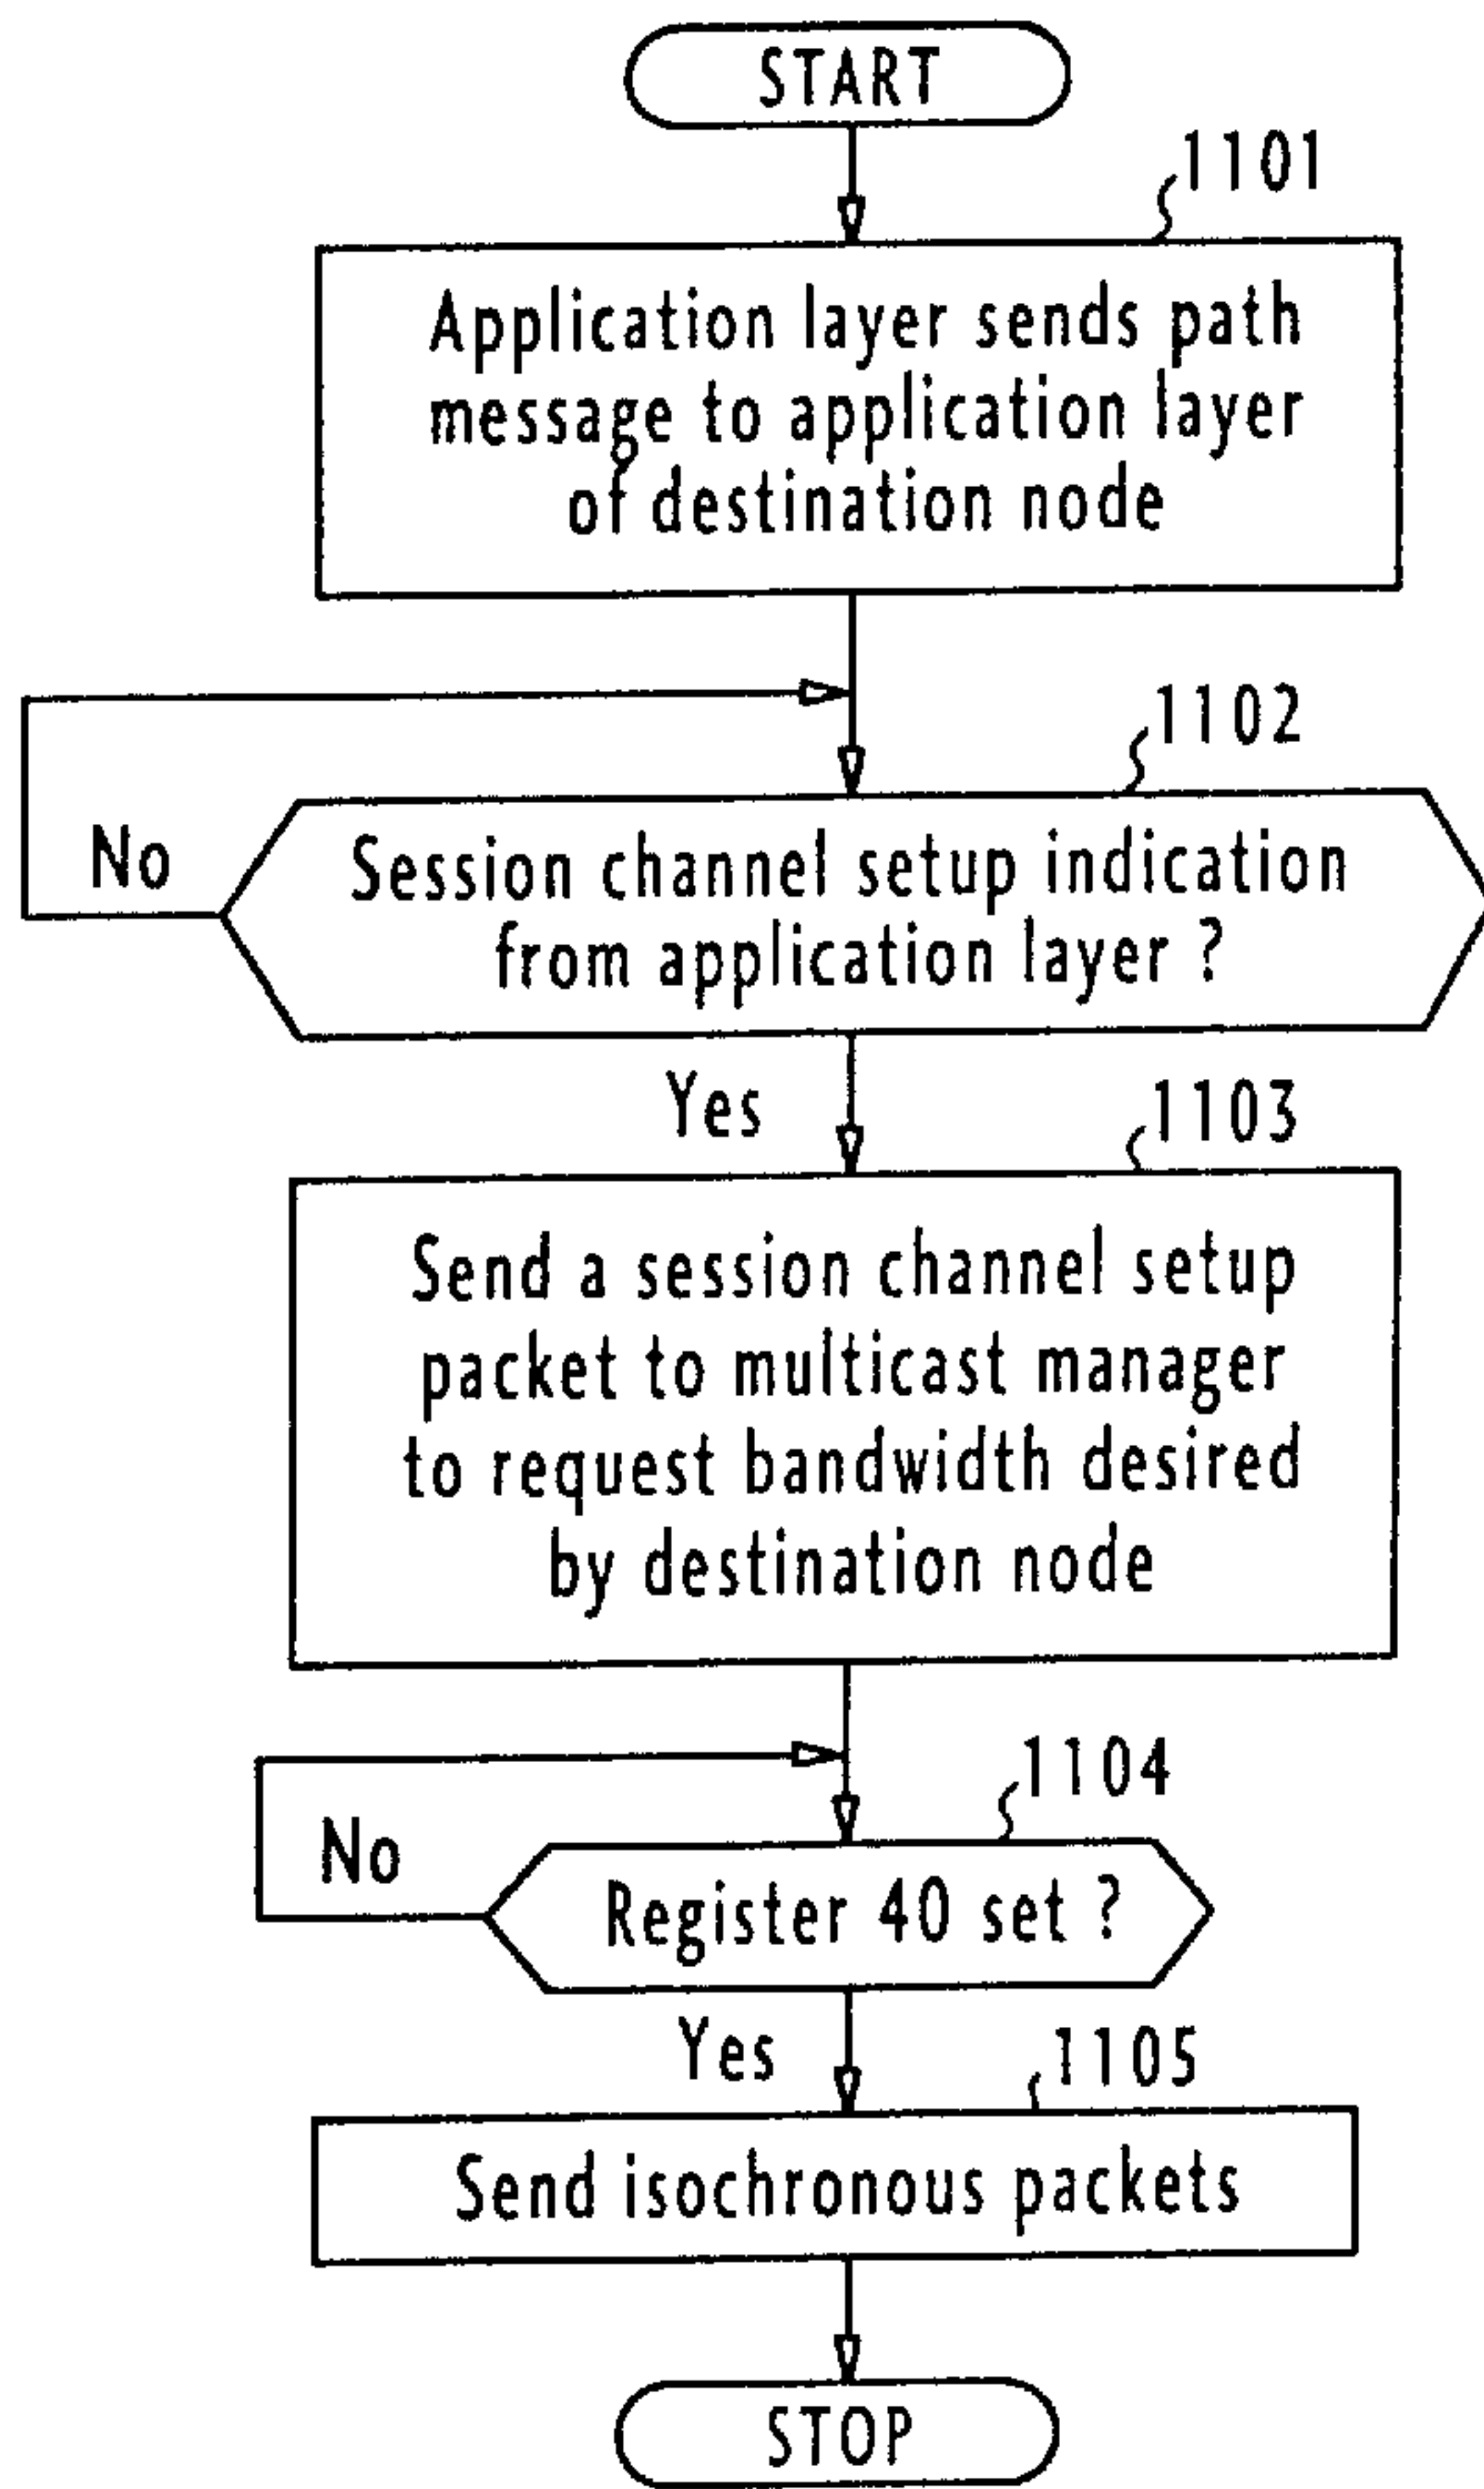 START
1101
Application layer sends path
message to application layer
of destination node
1102
No
Session channel setup indication
from application layer ?
Yes
1103
Send a session channel setup
packet to multicast manager
to request bandwidth desired
by destination node
1104
No
Register 40 set ?
Yes
1105
Send isochronous packets
STOP